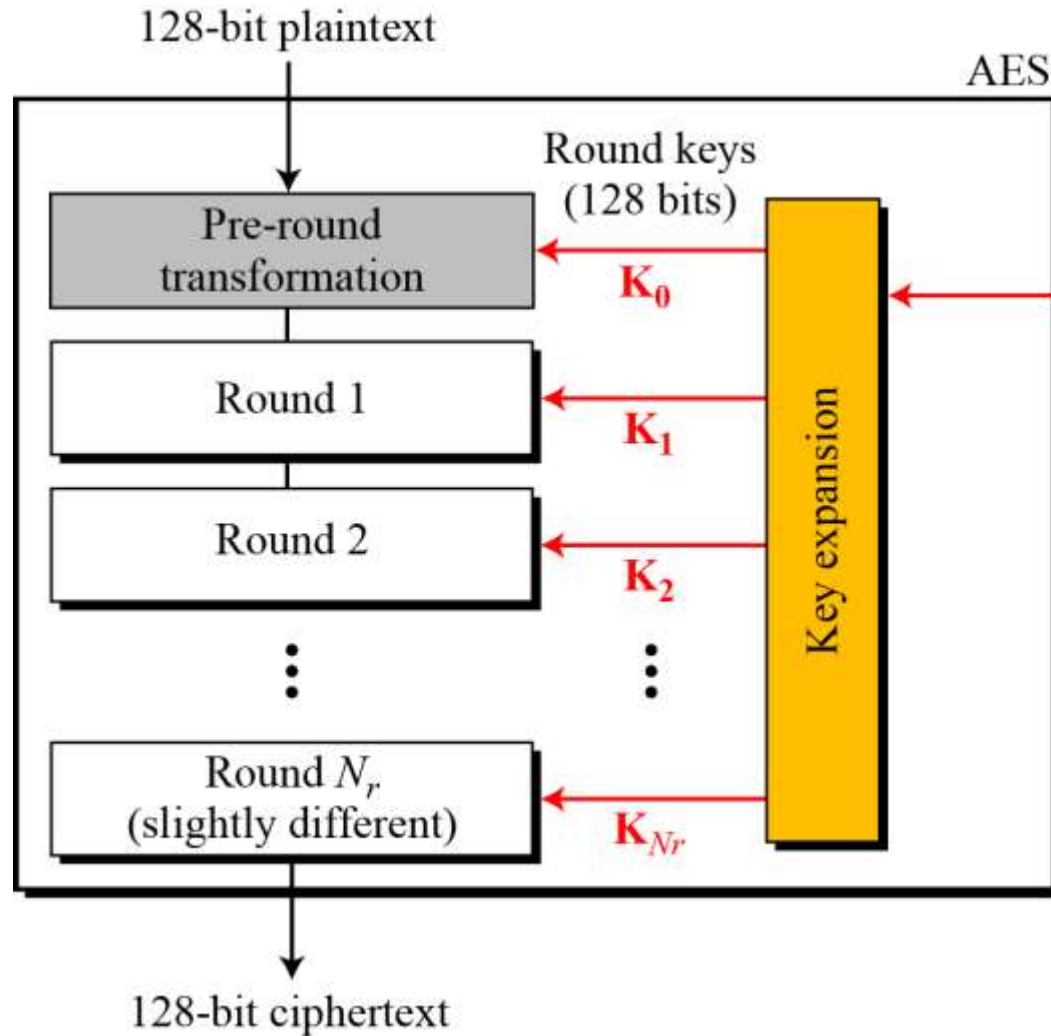 128-bit plaintext
AES
Round keys
(128 bits)
Pre-round
transformation
K0
Round 1
K1
Round 2
K2
Key expansion
Round Nr
(slightly different)
KNr
128-bit ciphertext